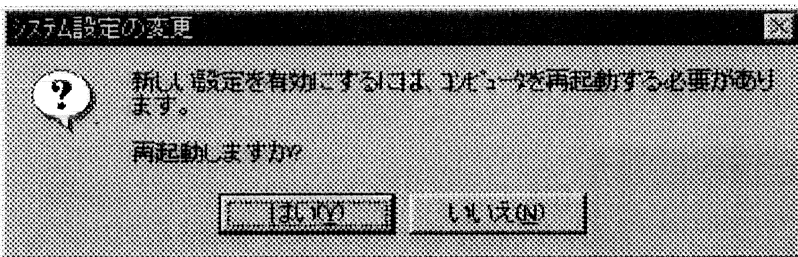 システム設定の変更
?
新しい設定を有効にするには、コンピュータを再起動する必要があり
ます。
再起動しますか?
はい(Y)
いいえ(N)